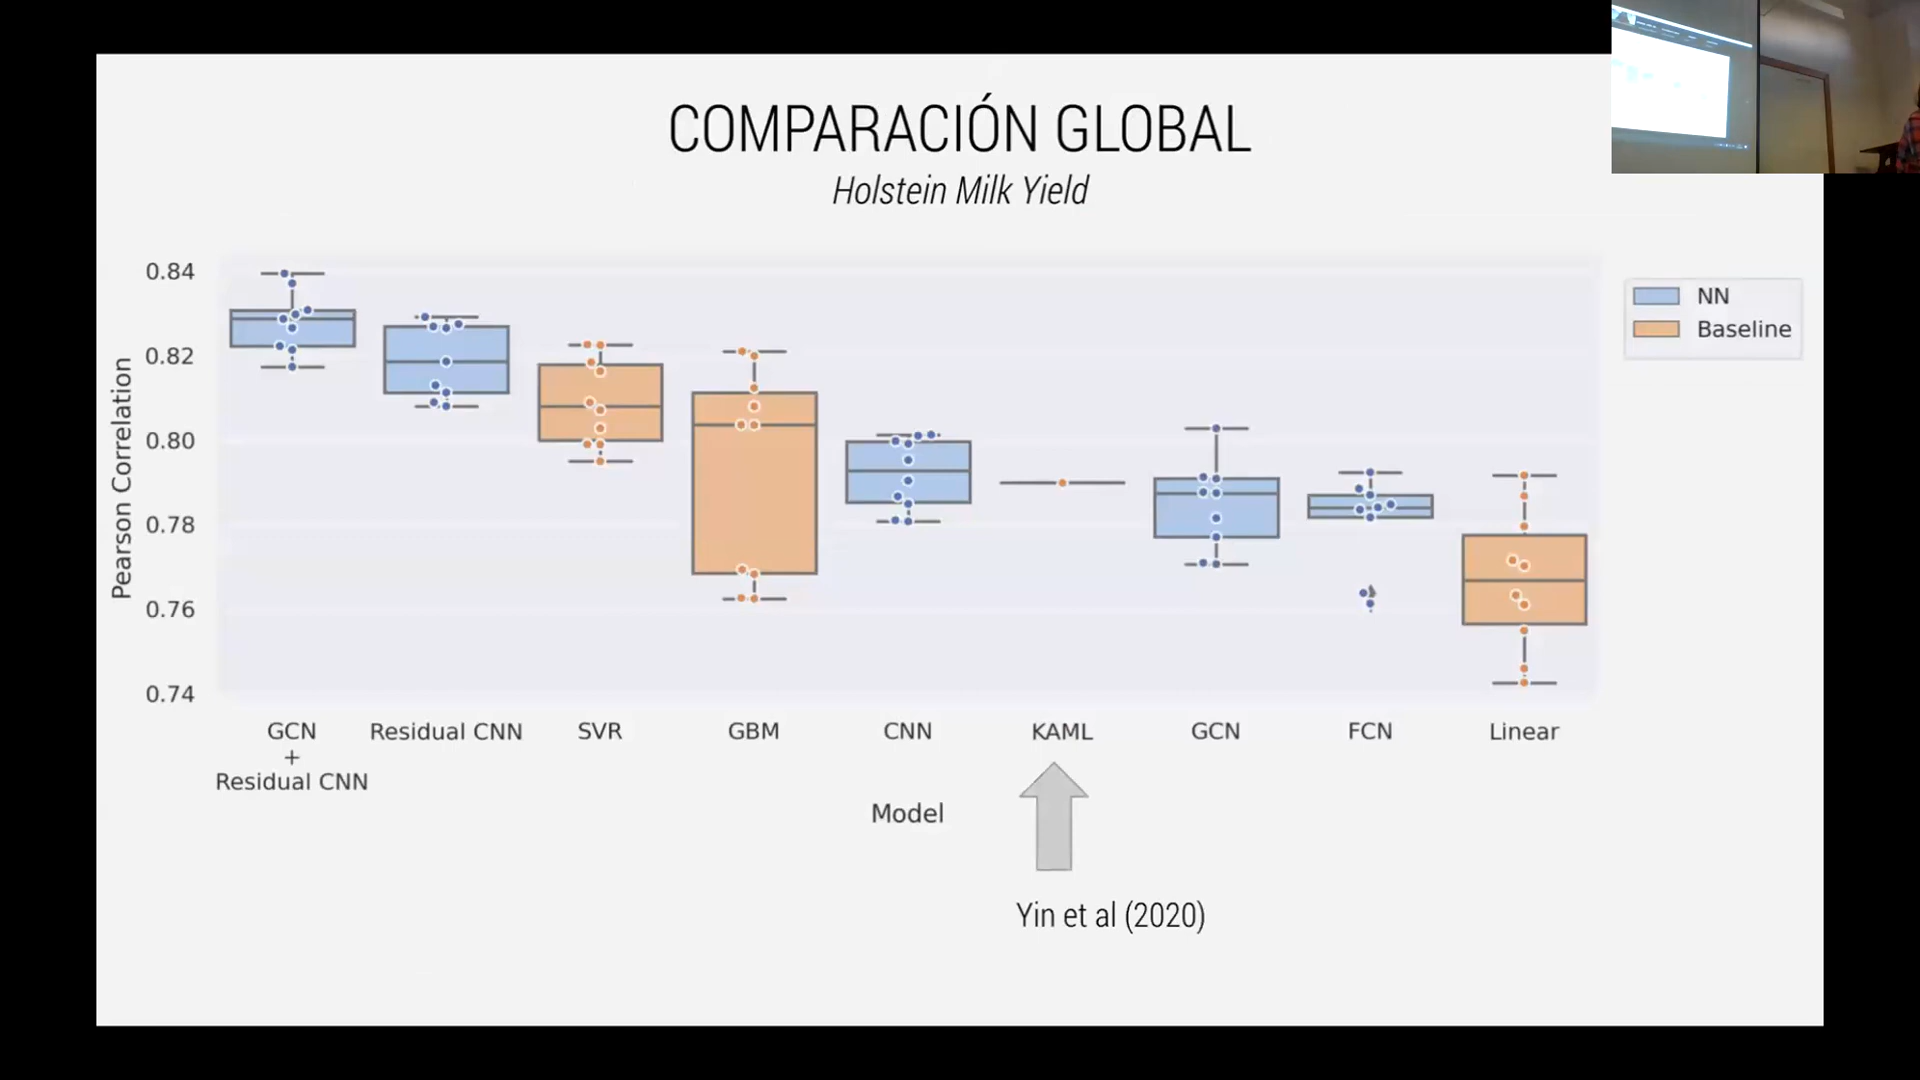 COMPARACIÓN GLOBAL
Holstein Milk Yield
NN
Baseline
Pearson Correlation
0.84
0.82
0.80
0.78
0.76
0.74
GCN
+
Residual CNN
Residual CNN
SVR
GBM
CNN
KAML
GCN
FCN
Linear
Model
Yin et al (2020)